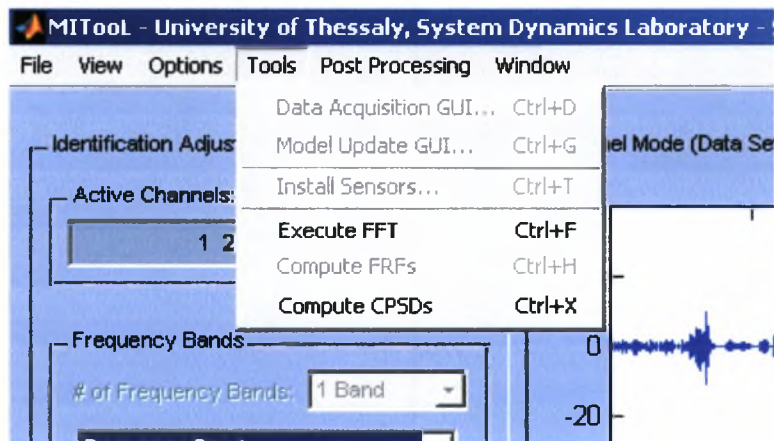 MITooL - University of Thessaly, System Dynamics Laboratory -
File View Options Tools Post Processing Window
Data Acquisition GUI... Ctrl+D
Model Update GUI... Ctrl+G
Install Sensors... Ctrl+T
Execute FFT Ctrl+F
Compute FRFs Ctrl+H
Compute CPSDs Ctrl+X
Identification Adjus
el Mode (Data Se
Active Channels:
1 2
Frequency Bands
# of Frequency Bands: 1 Band
0
-20